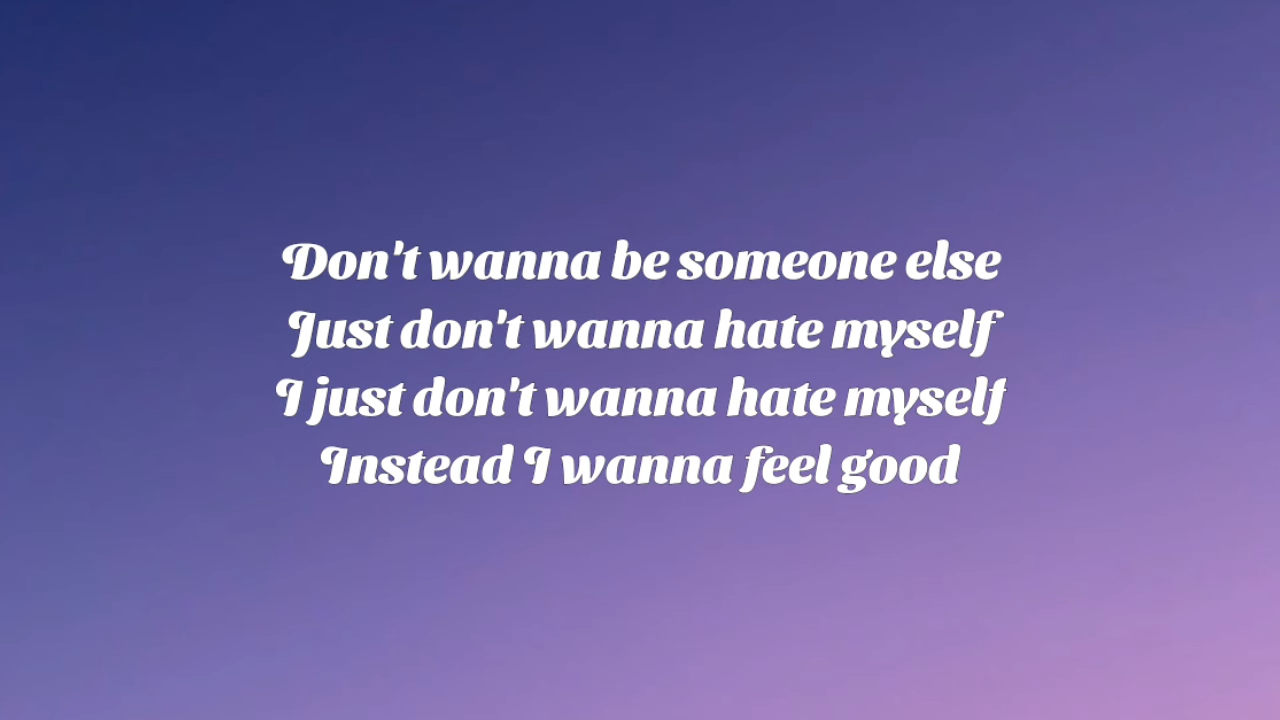 Don't wanna be someone else
Just don't wanna hate myself
I just don't wanna hate myself
Instead I wanna feel good